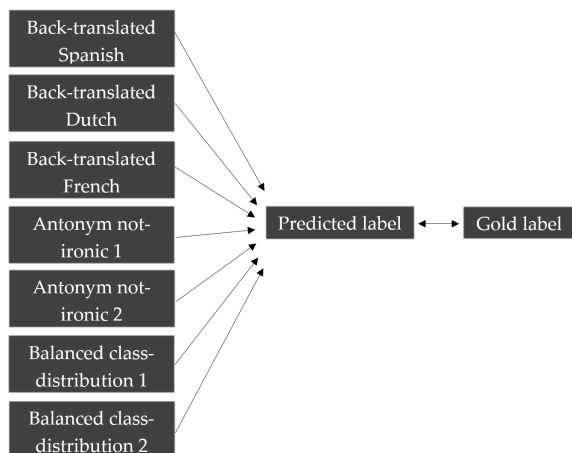 Back-translated
Spanish
Back-translated
Dutch
Back-translated
French
Antonym not-
ironic 1
Antonym not-
ironic 2
Balanced class-
distribution 1
Balanced class-
distribution 2
Predicted label
Gold label